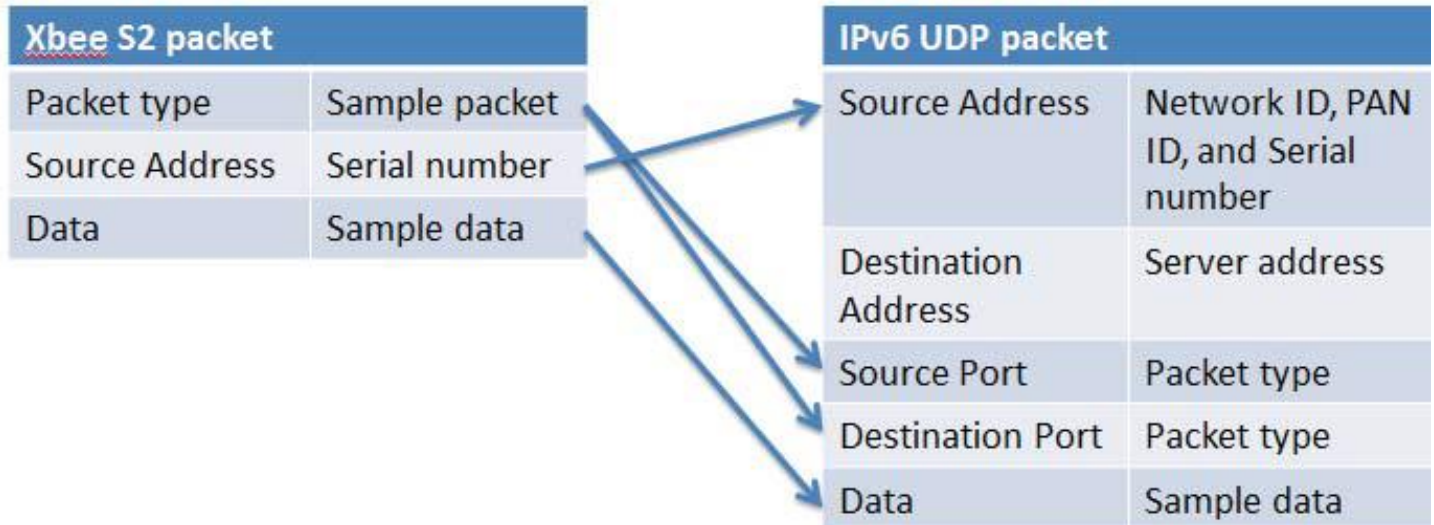 Xbee S2 packet
Packet type Sample packet
Source Address Serial number
Data Sample data
IPv6 UDP packet
Source Address Network ID, PAN
ID, and Serial
number
Destination Server address
Address
Source Port Packet type
Destination Port Packet type
Data Sample data